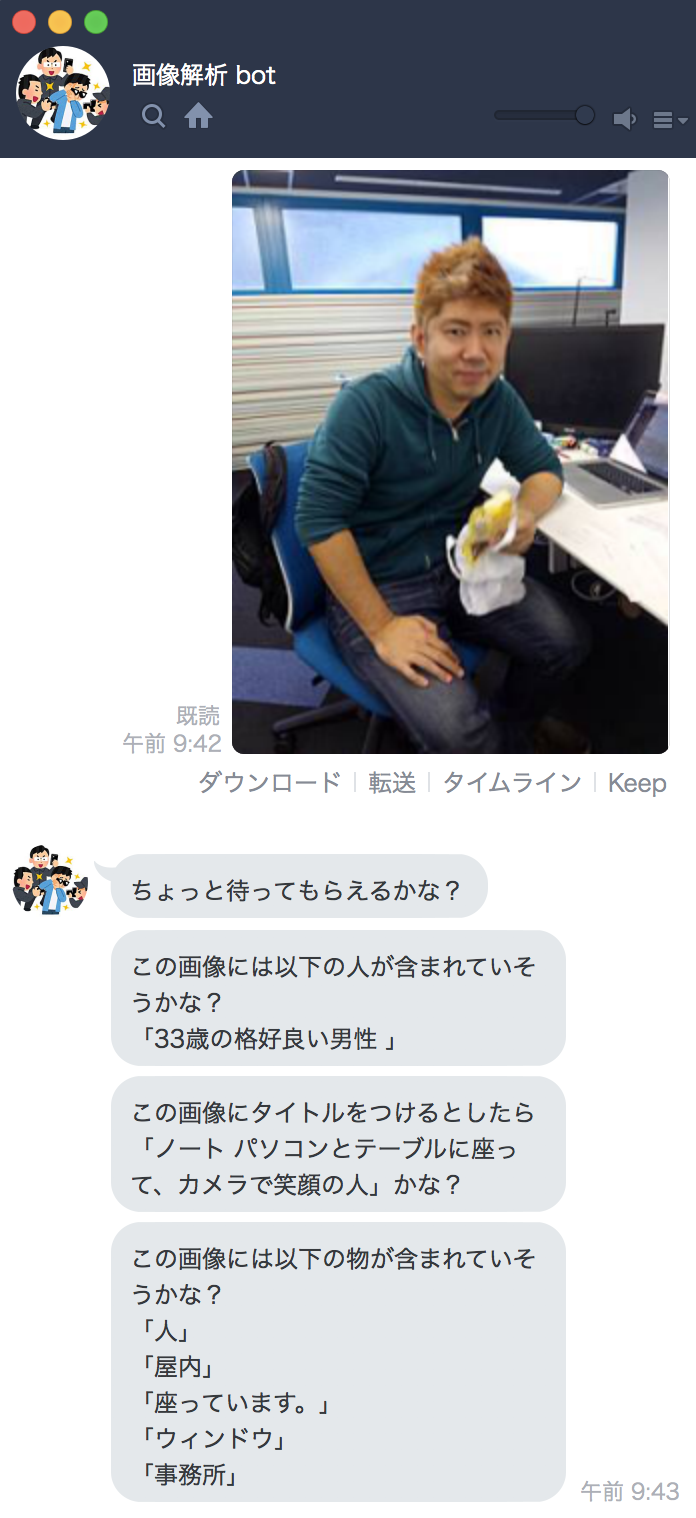 画像解析 bot
既読
午前 9:42
ダウンロード | 転送 | タイムライン | Keep
ちょっと待ってもらえるかな？
この画像には以下の人が含まれていそ
うかな？
「33歳の格好良い男性 」
この画像にタイトルをつけるとしたら
「ノート パソコンとテーブルに座っ
て、カメラで笑顔の人」かな？
この画像には以下の物が含まれていそ
うかな？
「人」
「屋内」
「座っています。」
「ウィンドウ」
「事務所」
午前 9:43